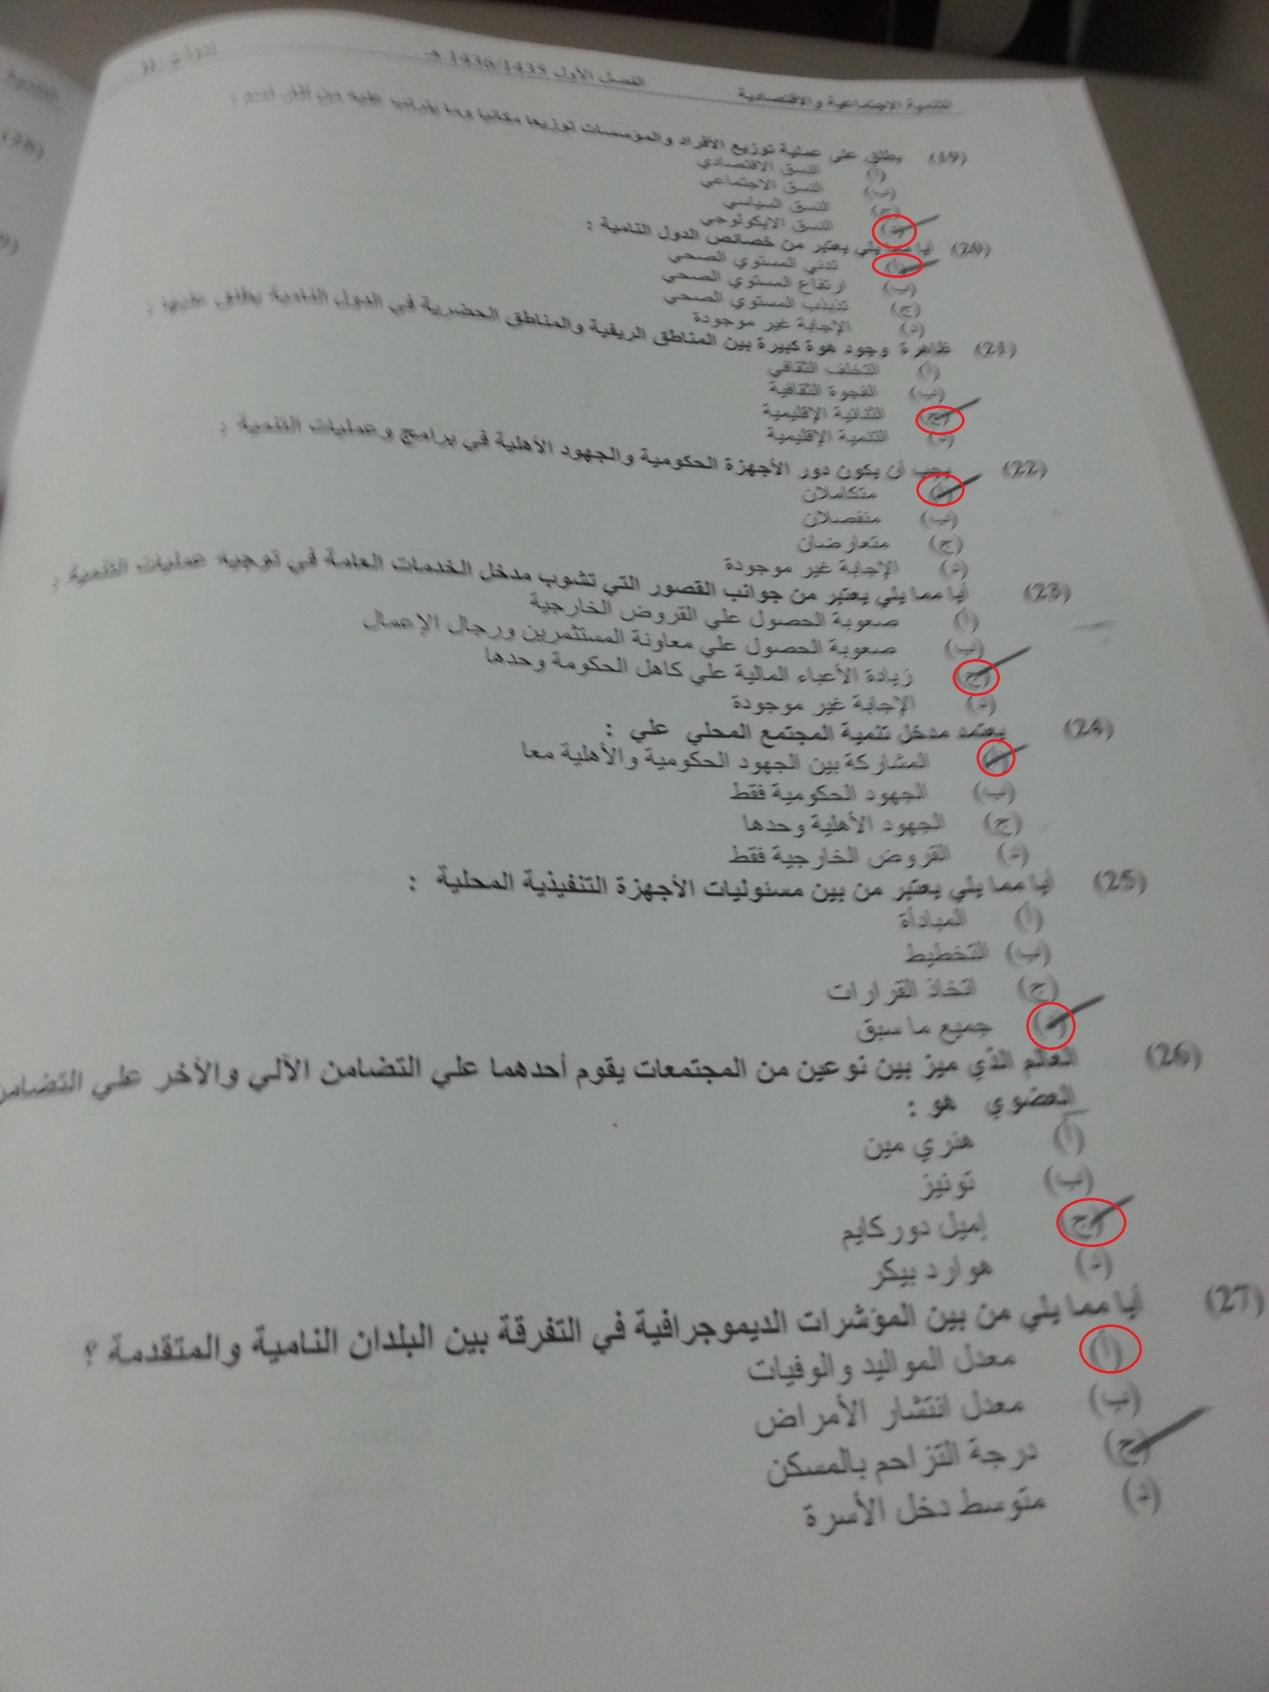 التنمية الاجتماعية والاقتصادية الفصل الأول 1436/1435 هـ
(19) يطلق على عملية توزيع الأفراد والمؤسسات توزيعا مكانيا وما يترتب عليه من
(أ) النسق الاقتصادي
(ب) النسق الاجتماعي
(ج) النسق السياسي
(د) النسق الايكولوجي
(20) أيا مما يلي يعتبر من خصائص الدول النامية :
(أ) تدني المستوي الصحي
(ب) ارتفاع المستوي الصحي
(ج) تذبذب المستوي الصحي
(د) الإجابة غير موجودة
(21) ظاهرة وجود هوة كبيرة بين المناطق الريفية والمناطق الحضرية في الدول النامية يطلق عليها :
(أ) التخلف الثقافي
(ب) الفجوة الثقافية
(ج) الثنائية الإقليمية
(د) التنمية الإقليمية
(22) يجب أن يكون دور الأجهزة الحكومية والجهود الأهلية في برامج وعمليات التنمية :
(أ) متكاملان
(ب) منفصلان
(ج) متعارضان
(د) الإجابة غير موجودة
(23) أيا مما يلي يعتبر من جوانب القصور التي تشوب مدخل الخدمات العامة في توجيه عمليات التنمية :
(أ) صعوبة الحصول علي القروض الخارجية
(ب) صعوبة الحصول علي معاونة المستثمرين ورجال الإعمال
(ج) زيادة الأعباء المالية علي كاهل الحكومة وحدها
(د) الإجابة غير موجودة
(24) يعتمد مدخل تنمية المجتمع المحلي علي :
(أ) المشاركة بين الجهود الحكومية والأهلية معا
(ب) الجهود الحكومية فقط
(ج) الجهود الأهلية وحدها
(د) القروض الخارجية فقط
(25) أيا مما يلي يعتبر من بين مسئوليات الأجهزة التنفيذية المحلية :
(أ) المبادأة
(ب) التخطيط
(ج) اتخاذ القرارات
(د) جميع ما سبق
(26) العالم الذي ميز بين نوعين من المجتمعات يقوم أحدهما علي التضامن الآلي والأخر علي التضامن
العضوي هو :
(أ) هنري مين
(ب) تونيز
(ج) إميل دوركايم
(د) هوارد بيكر
(27) أيا مما يلي من بين المؤشرات الديموجرافية في التفرقة بين البلدان النامية والمتقدمة ؟
(أ) معدل المواليد والوفيات
(ب) معدل انتشار الأمراض
(ج) درجة التزاحم بالمسكن
(د) متوسط دخل الأسرة